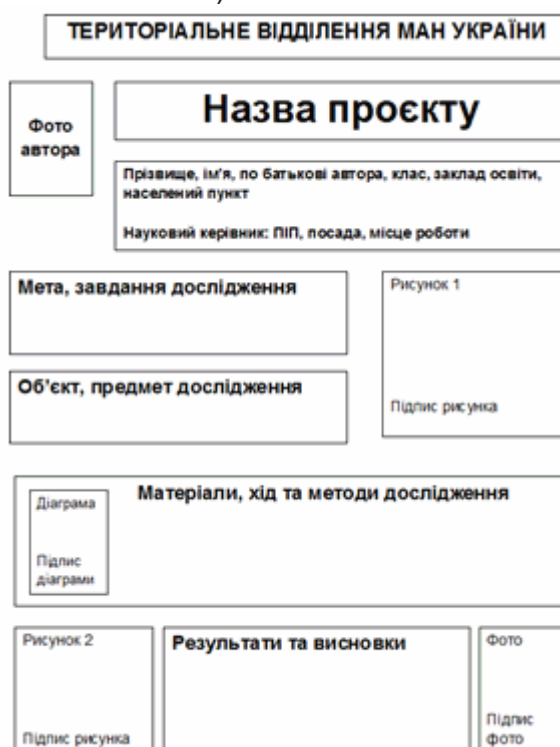 ТЕРИТОРІАЛЬНЕ ВІДДІЛЕННЯ МАН УКРАЇНИ
Фото
автора
Назва проєкту
Прізвище, ім'я, по батькові автора, клас, заклад освіти,
населений пункт
Науковий керівник: ПІП, посада, місце роботи
Мета, завдання дослідження
Рисунок 1
Підпис рисунка
Об'єкт, предмет дослідження
Діаграма
Підпис
діаграми
Матеріали, хід та методи дослідження
Рисунок 2
Підпис рисунка
Результати та висновки
Фото
Підпис
фото